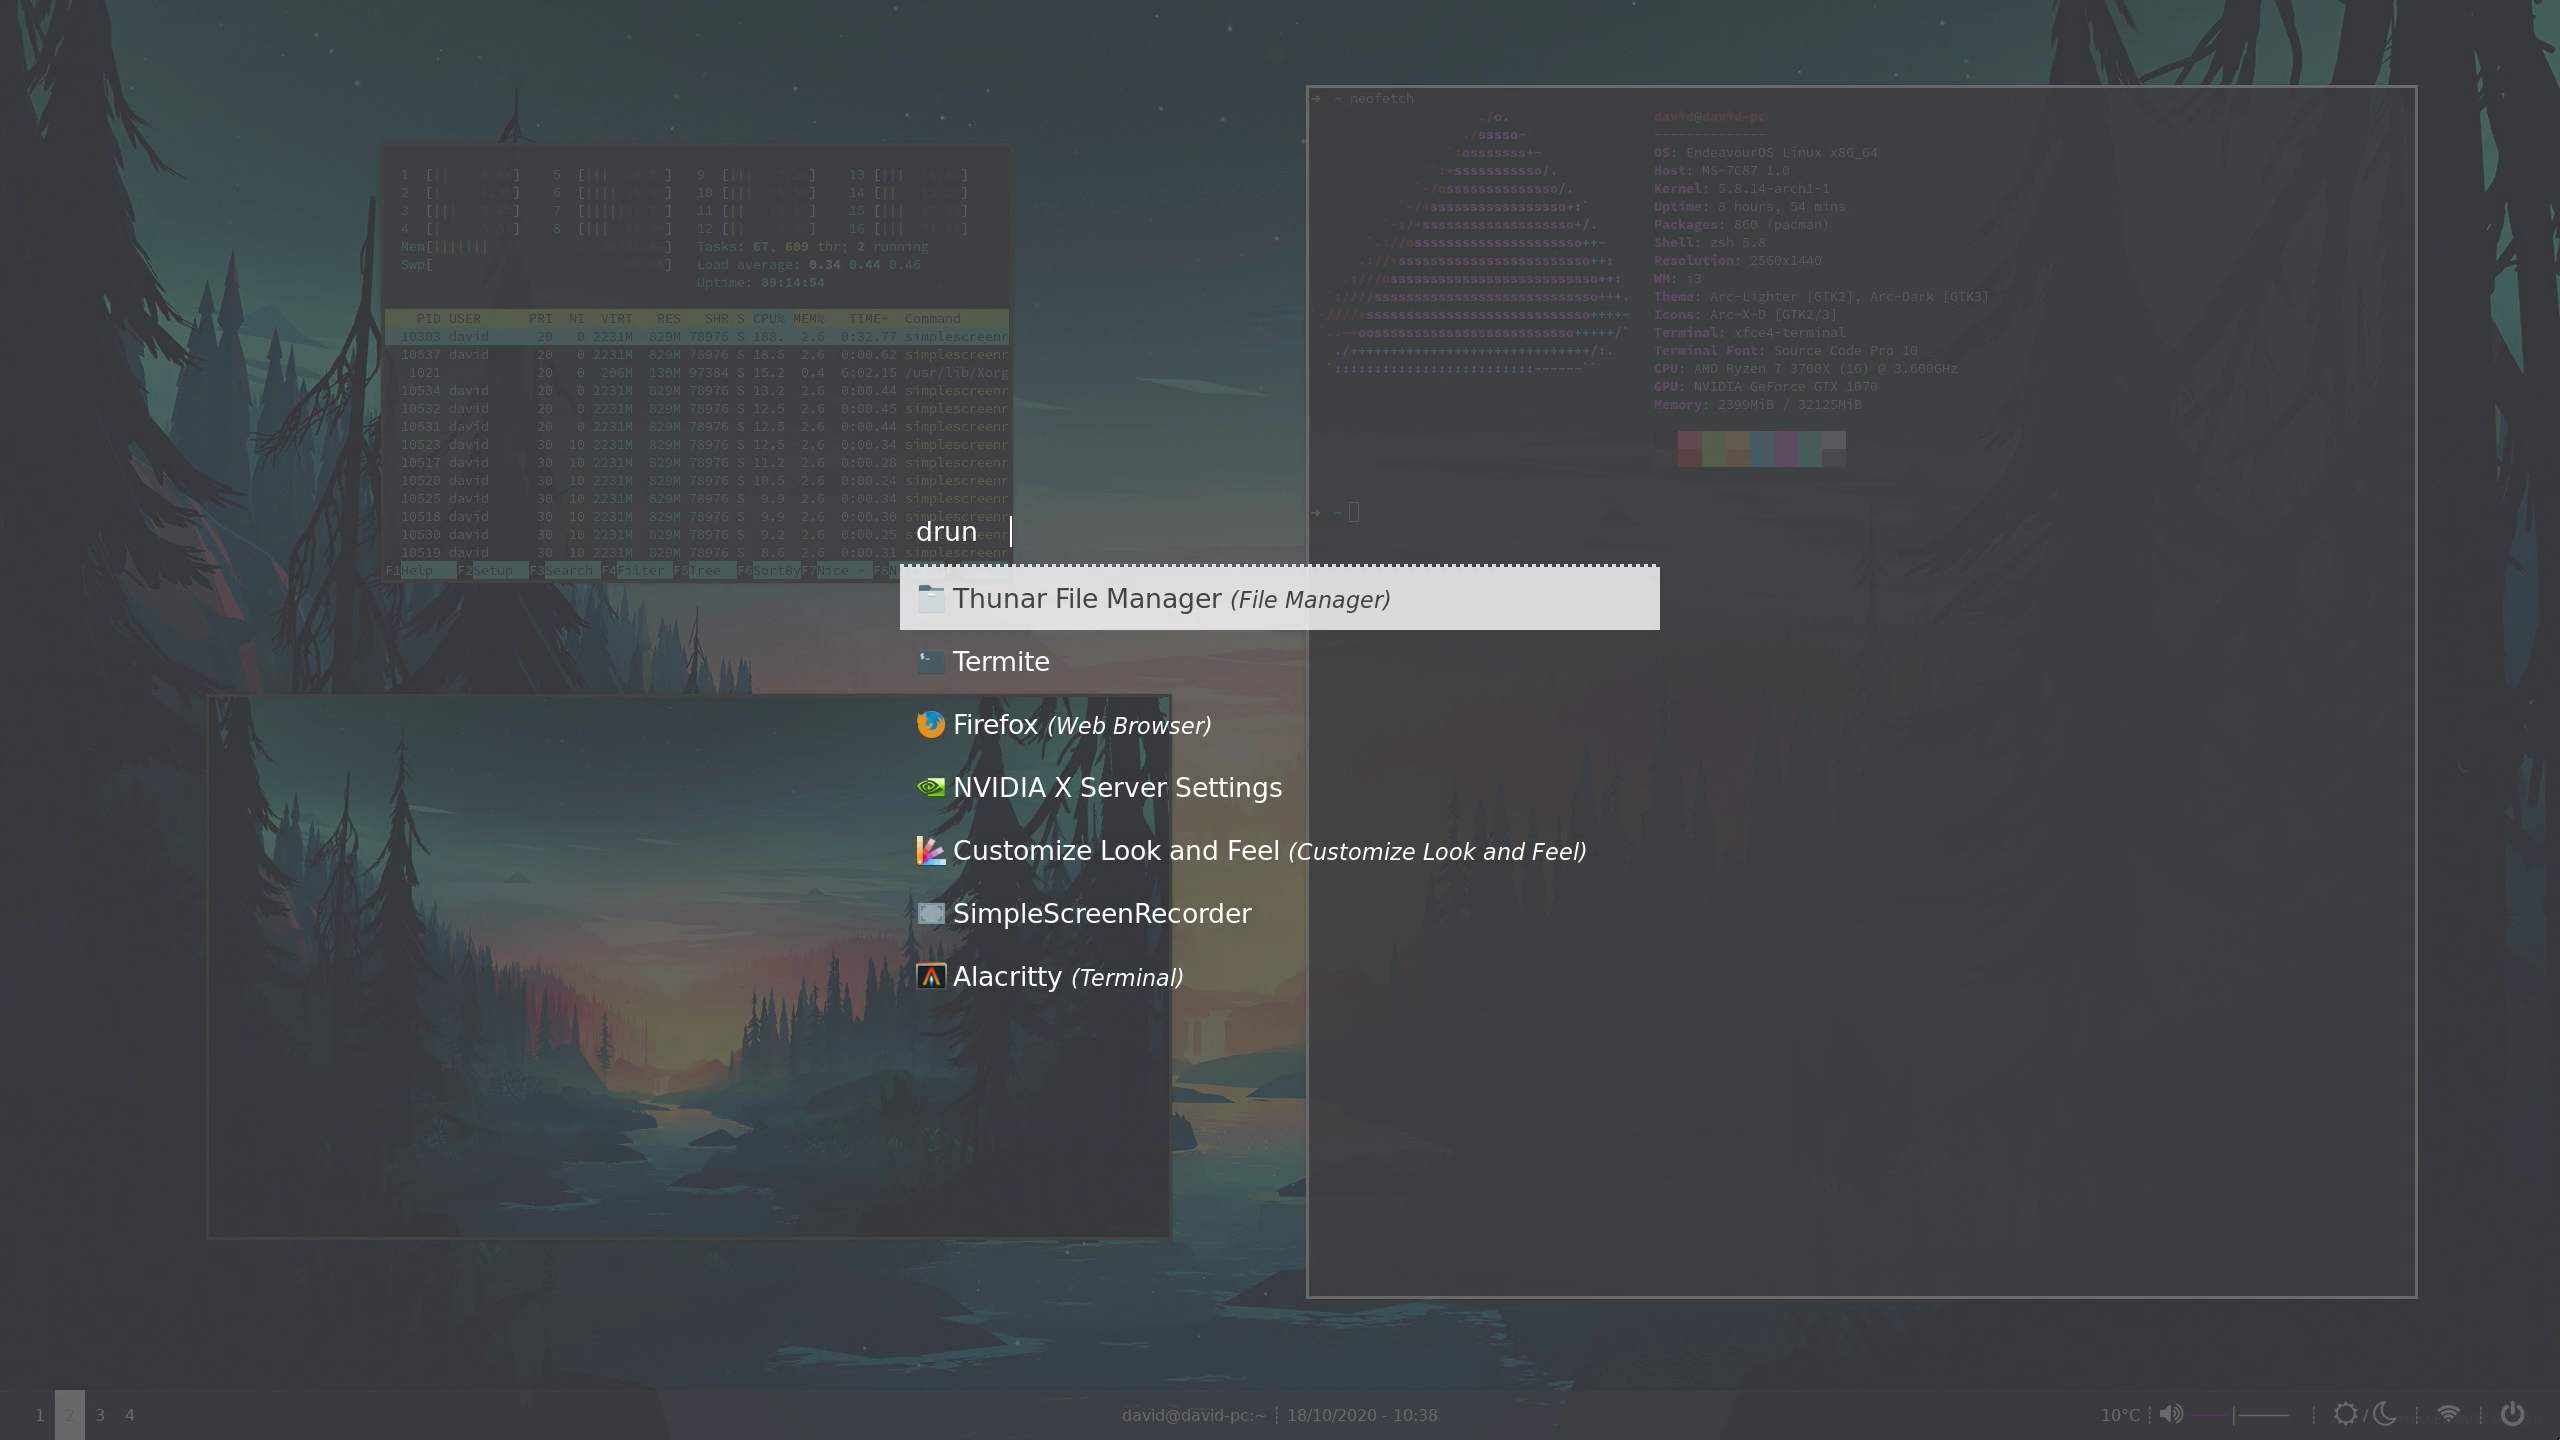 ➜ ~ neofetch
david@david-pc
--------------
OS: EndeavourOS Linux x86_64
Host: MS-7C87 1.0
Kernel: 5.8.14-arch1-1
Uptime: 8 hours, 54 mins
Packages: 860 (pacman)
Shell: zsh 5.8
Resolution: 2560x1440
WM: i3
Theme: Arc-Lighter [GTK2], Arc-Dark [GTK3]
Icons: Arc-X-D [GTK2/3]
Terminal: xfce4-terminal
Terminal Font: Source Code Pro 10
CPU: AMD Ryzen 7 3700X (16) @ 3.600GHz
GPU: NVIDIA GeForce GTX 1070
Memory: 2399MiB / 32125MiB
➜ ~
1 5 9 13
2 6 10 14
3 7 11 15
4 8 12 16
Mem Tasks: 67, 609 thr; 2 running
Swp Load average: 0.34 0.44 0.46
Uptime: 09:14:54
PID USER PRI NI VIRT RES SHR S CPU% MEM% TIME+ Command
10303 david 20 0 2231M 829M 78976 S 188. 2.6 0:32.77 simplescreenr
10537 david 20 0 2231M 829M 78976 S 18.5 2.6 0:00.62 simplescreenr
1021 20 0 206M 130M 97384 S 15.2 0.4 6:02.15 /usr/lib/Xorg
10534 david 20 0 2231M 829M 78976 S 13.2 2.6 0:00.44 simplescreenr
10532 david 20 0 2231M 829M 78976 S 12.5 2.6 0:00.45 simplescreenr
10531 david 20 0 2231M 829M 78976 S 12.5 2.6 0:00.44 simplescreenr
10523 david 30 10 2231M 829M 78976 S 12.5 2.6 0:00.34 simplescreenr
10517 david 30 10 2231M 829M 78976 S 11.2 2.6 0:00.28 simplescreenr
10520 david 30 10 2231M 829M 78976 S 10.5 2.6 0:00.24 simplescreenr
10525 david 30 10 2231M 829M 78976 S 9.9 2.6 0:00.34 simplescreenr
10518 david 30 10 2231M 829M 78976 S 9.9 2.6 0:00.30 simplescreenr
10530 david 30 10 2231M 829M 78976 S 9.2 2.6 0:00.25 simplescreenr
10519 david 30 10 2231M 829M 78976 S 8.6 2.6 0:00.31 simplescreenr
F1Help F2Setup F3Search F4Filter F5Tree F6SortBy F7Nice - F8N
drun
Thunar File Manager (File Manager)
Termite
Firefox (Web Browser)
NVIDIA X Server Settings
Customize Look and Feel (Customize Look and Feel)
SimpleScreenRecorder
Alacritty (Terminal)
1 2 3 4
david@david-pc:~ ┊ 18/10/2020 - 10:38
10°C